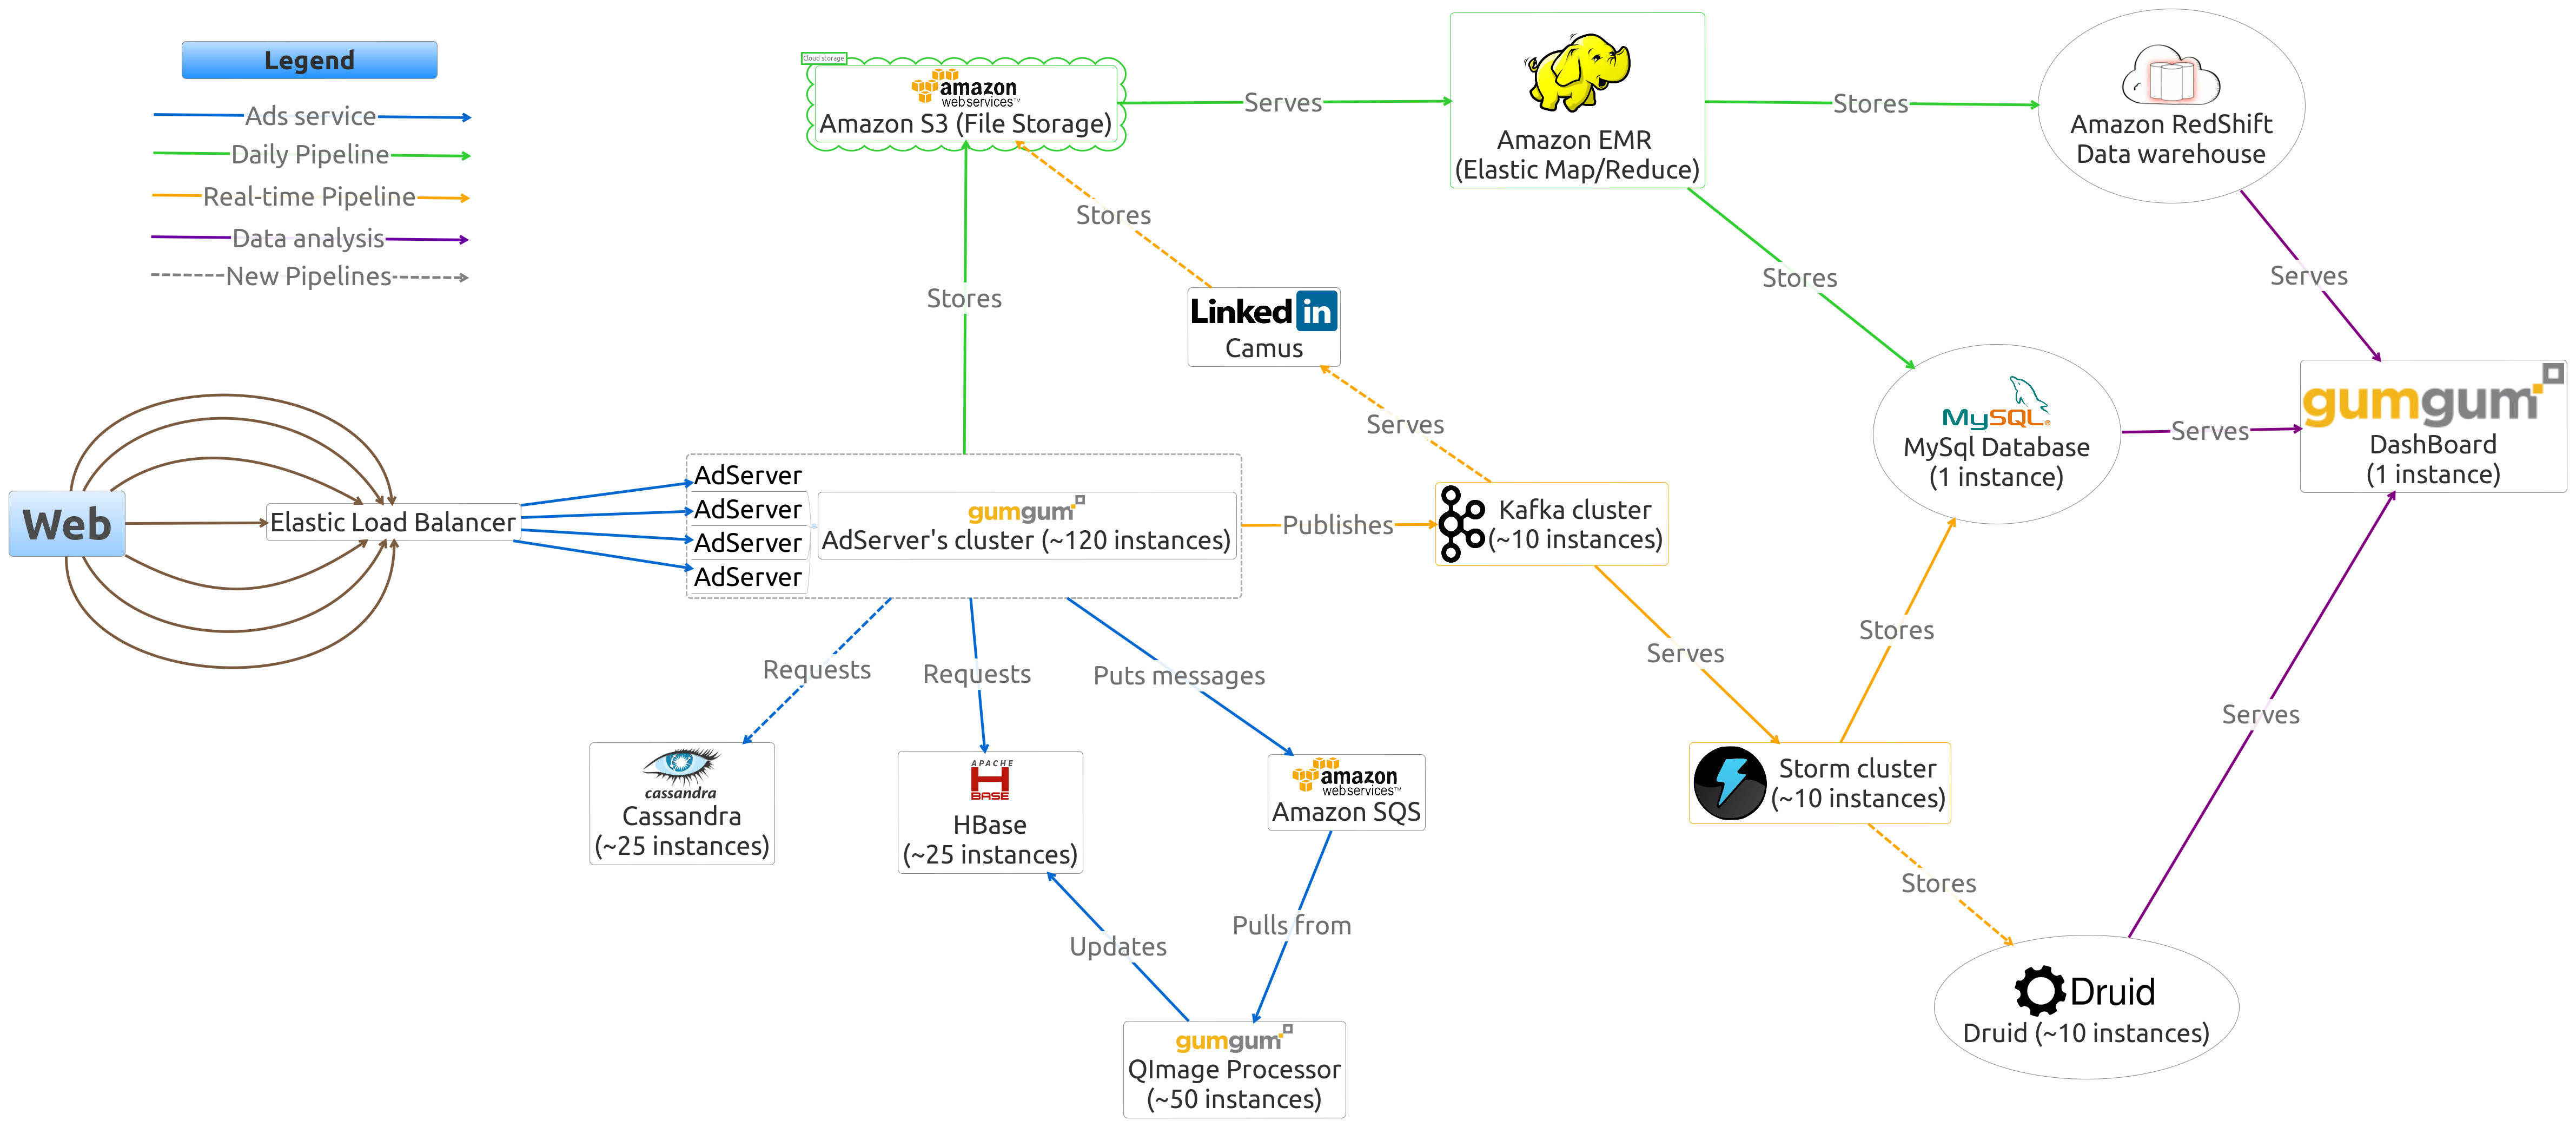 Legend
Ads service
Daily Pipeline
Real-time Pipeline
Data analysis
New Pipelines
Cloud storage
amazon
webservices™
Amazon S3 (File Storage)
Serves
Amazon EMR
(Elastic Map/Reduce)
Stores
Amazon RedShift
Data warehouse
Stores
Stores
Stores
Serves
Linked in
Camus
Serves
MySQL®
MySql Database
(1 instance)
Serves
gumgum
DashBoard
(1 instance)
Web
Elastic Load Balancer
AdServer
AdServer
AdServer
AdServer
gumgum
AdServer's cluster (~120 instances)
Publishes
Kafka cluster
(~10 instances)
Requests
Requests
Puts messages
Serves
Stores
Serves
cassandra
Cassandra
(~25 instances)
APACHE
HBASE
HBase
(~25 instances)
amazon
webservices™
Amazon SQS
Storm cluster
(~10 instances)
Updates
Pulls from
Stores
gumgum
QImage Processor
(~50 instances)
Druid
Druid (~10 instances)